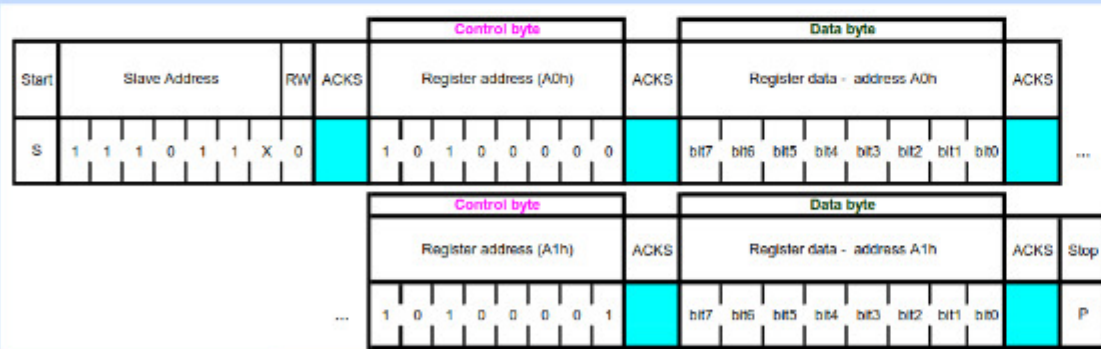 Control byte Data byte
Start Slave Address RW ACKS Register address (A0h) ACKS Register data - address A0h ACKS
S 1 1 1 0 1 1 X 0 1 0 1 0 0 0 0 0 bit7 bit6 bit5 bit4 bit3 bit2 bit1 bit0 ...
Control byte Data byte
Register address (A1h) ACKS Register data - address A1h ACKS Stop
... 1 0 1 0 0 0 0 1 bit7 bit6 bit5 bit4 bit3 bit2 bit1 bit0 P